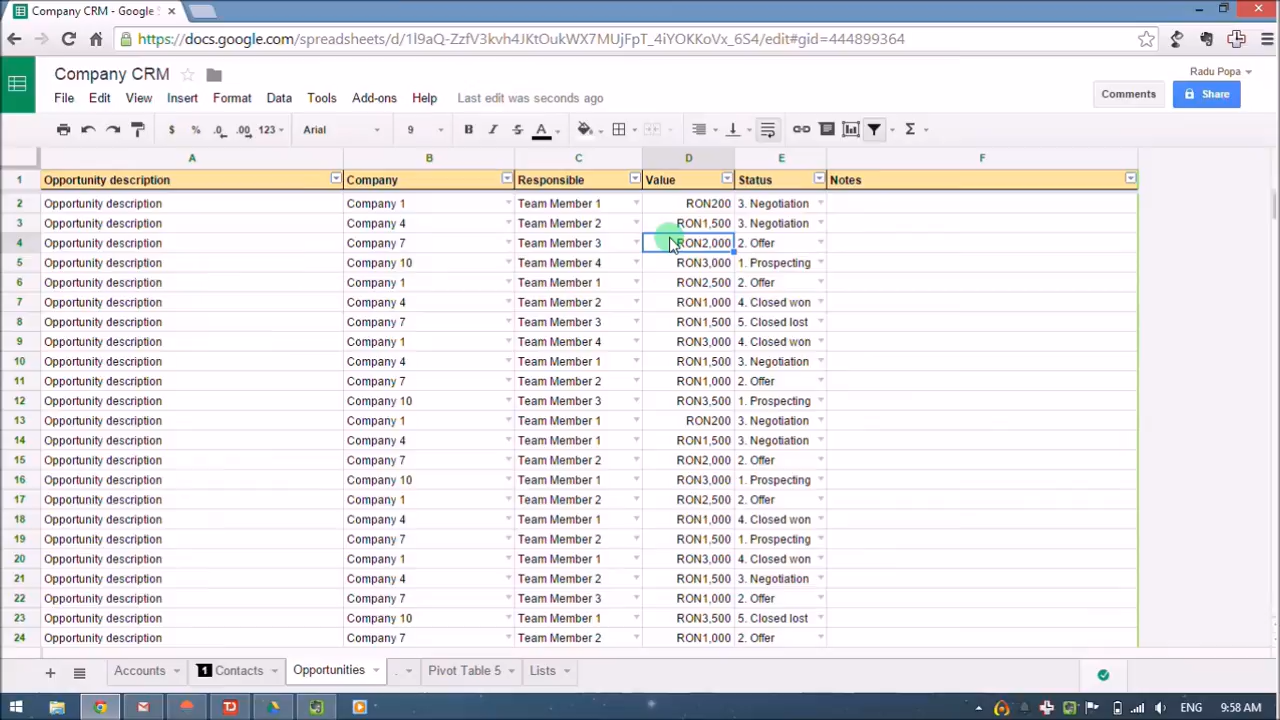 Company CRM - Google S
https://docs.google.com/spreadsheets/d/1l9aQ-ZzfV3kvh4JKtOukWX7MUjFpT_4iYOKKoVx_6S4/edit#gid=444899364
Company CRM
Radu Popa
Comments
Share
File Edit View Insert Format Data Tools Add-ons Help Last edit was seconds ago
$ % .0 .00 123 Arial 9 B I S A Σ
A B C D E F
1 Opportunity description Company Responsible Value Status Notes
2 Opportunity description Company 1 Team Member 1 RON200 3. Negotiation
3 Opportunity description Company 4 Team Member 2 RON1,500 3. Negotiation
4 Opportunity description Company 7 Team Member 3 RON2,000 2. Offer
5 Opportunity description Company 10 Team Member 4 RON3,000 1. Prospecting
6 Opportunity description Company 1 Team Member 1 RON2,500 2. Offer
7 Opportunity description Company 4 Team Member 2 RON1,000 4. Closed won
8 Opportunity description Company 7 Team Member 3 RON1,500 5. Closed lost
9 Opportunity description Company 1 Team Member 4 RON3,000 4. Closed won
10 Opportunity description Company 4 Team Member 1 RON1,500 3. Negotiation
11 Opportunity description Company 7 Team Member 2 RON1,000 2. Offer
12 Opportunity description Company 10 Team Member 3 RON3,500 1. Prospecting
13 Opportunity description Company 1 Team Member 1 RON200 3. Negotiation
14 Opportunity description Company 4 Team Member 1 RON1,500 3. Negotiation
15 Opportunity description Company 7 Team Member 2 RON2,000 2. Offer
16 Opportunity description Company 10 Team Member 1 RON3,000 1. Prospecting
17 Opportunity description Company 1 Team Member 2 RON2,500 2. Offer
18 Opportunity description Company 4 Team Member 1 RON1,000 4. Closed won
19 Opportunity description Company 7 Team Member 2 RON1,500 1. Prospecting
20 Opportunity description Company 1 Team Member 1 RON3,000 4. Closed won
21 Opportunity description Company 4 Team Member 2 RON1,500 3. Negotiation
22 Opportunity description Company 7 Team Member 3 RON1,000 2. Offer
23 Opportunity description Company 10 Team Member 1 RON3,500 5. Closed lost
24 Opportunity description Company 7 Team Member 2 RON1,000 2. Offer
+ Accounts 1 Contacts Opportunities . Pivot Table 5 Lists
ENG 9:58 AM